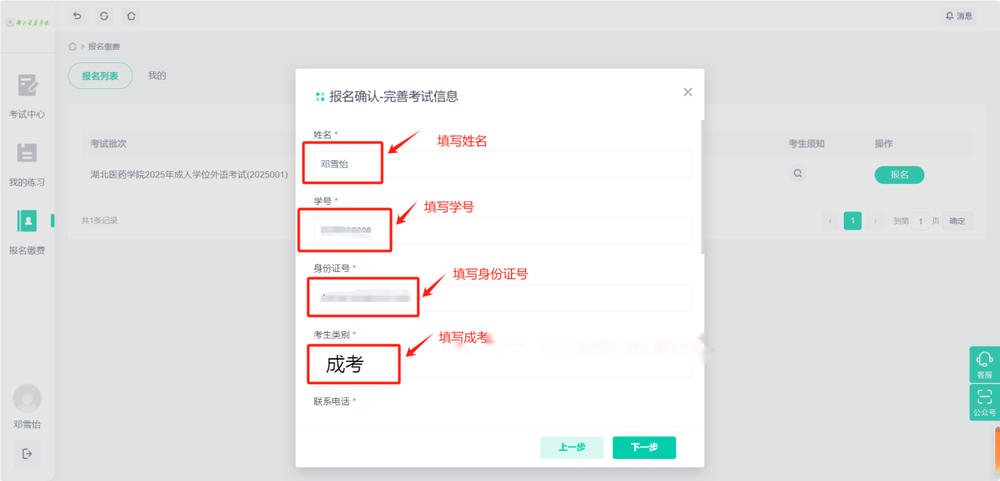 消息
报名缴费
报名列表
我的
考试中心
我的练习
报名缴费
邓雪怡
考试批次
考生须知
操作
湖北医药学院2025年成人学位外语考试(2025001)
报名
共1条记录
1
到第 1 页 确定
报名确认-完善考试信息
姓名 *
填写姓名
邓雪怡
学号 *
填写学号
身份证号 *
填写身份证号
考生类别 *
填写成考
成考
联系电话 *
上一步
下一步
客服
公众号